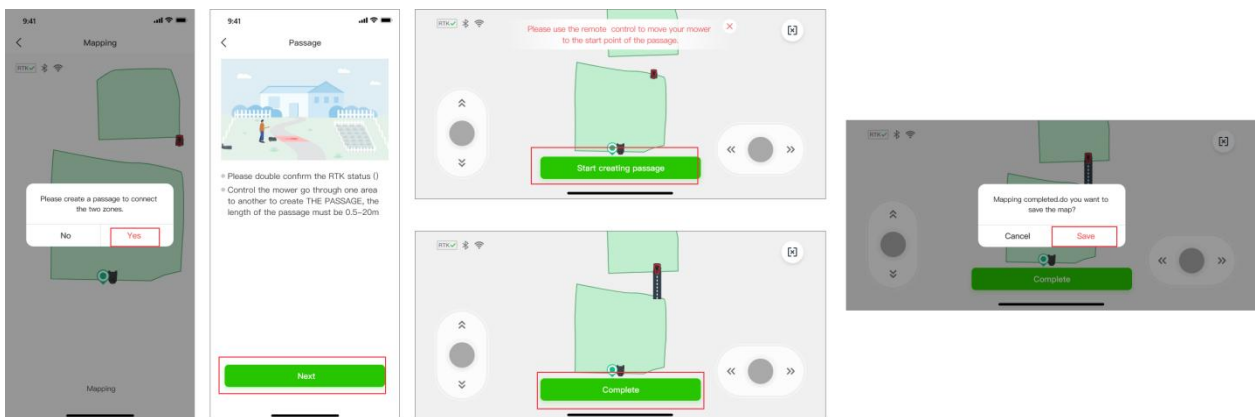 9:41
Mapping
RTK
Please create a passage to connect
the two zones.
No
Yes
Mapping
9:41
Passage
Please double confirm the RTK status ()
Control the mower go through one area
to another to create THE PASSAGE, the
length of the passage must be 0.5-20m
Next
RTK
Please use the remote control to move your mower
to the start point of the passage.
Start creating passage
RTK
Complete
RTK
Mapping completed.do you want to
save the map?
Cancel
Save
Complete